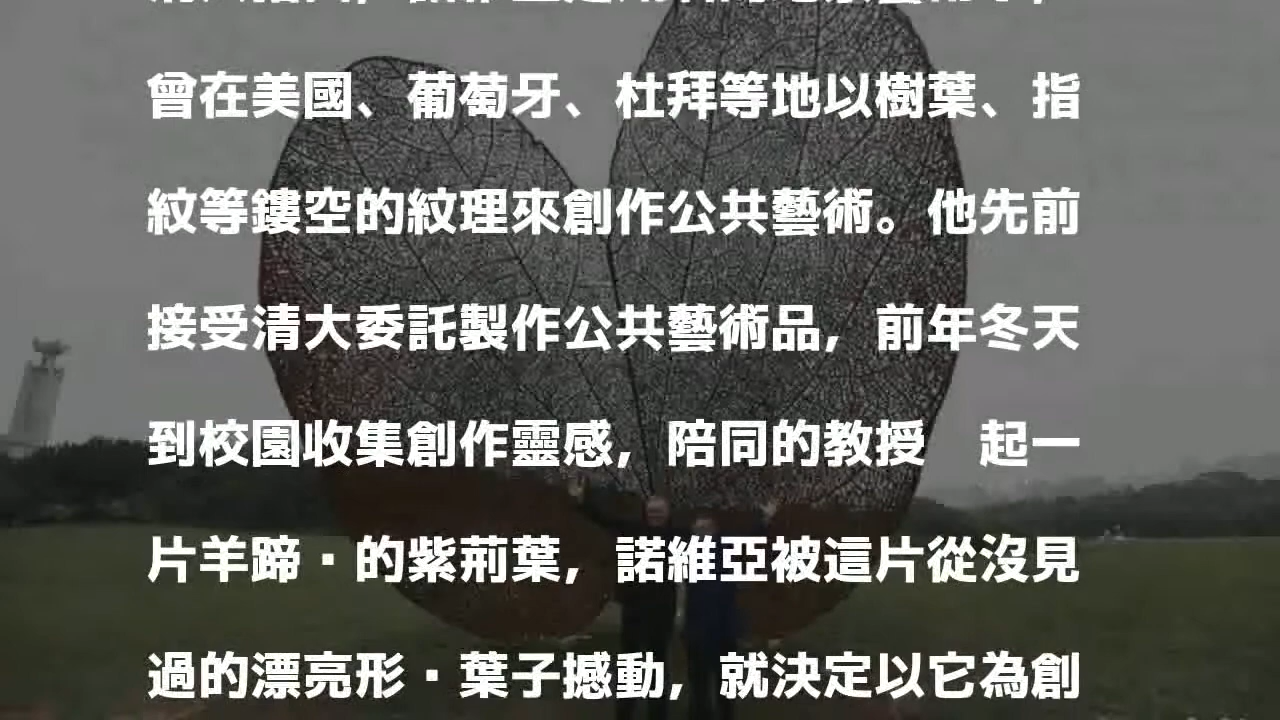 曾在美國、葡萄牙、杜拜等地以樹葉、指
紋等鏤空的紋理來創作公共藝術。他先前
接受清大委託製作公共藝術品，前年冬天
到校園收集創作靈感，陪同的教授　起一
片羊蹄·的紫荊葉，諾維亞被這片從沒見
過的漂亮形·葉子撼動，就決定以它為創